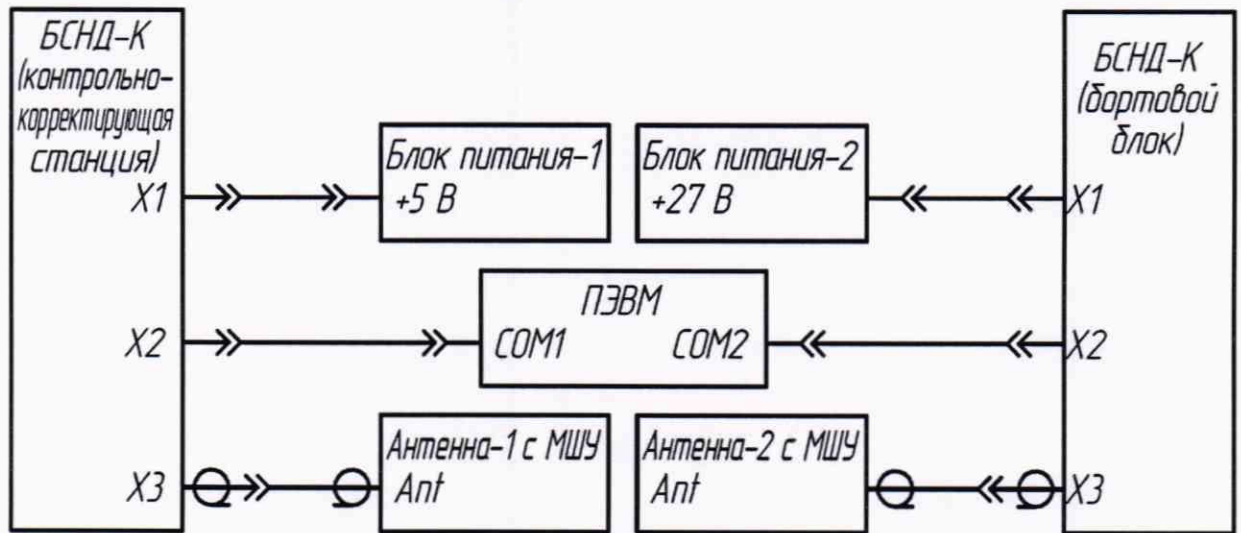 БСНД-К
(контрольно-
корректирующая
станция)
X1
X2
X3
Блок питания-1
+5 В
Блок питания-2
+27 В
ПЭВМ
COM1 COM2
Антенна-1 с МШУ
Ant
Антенна-2 с МШУ
Ant
БСНД-К
(бортовой
блок)
X1
X2
X3